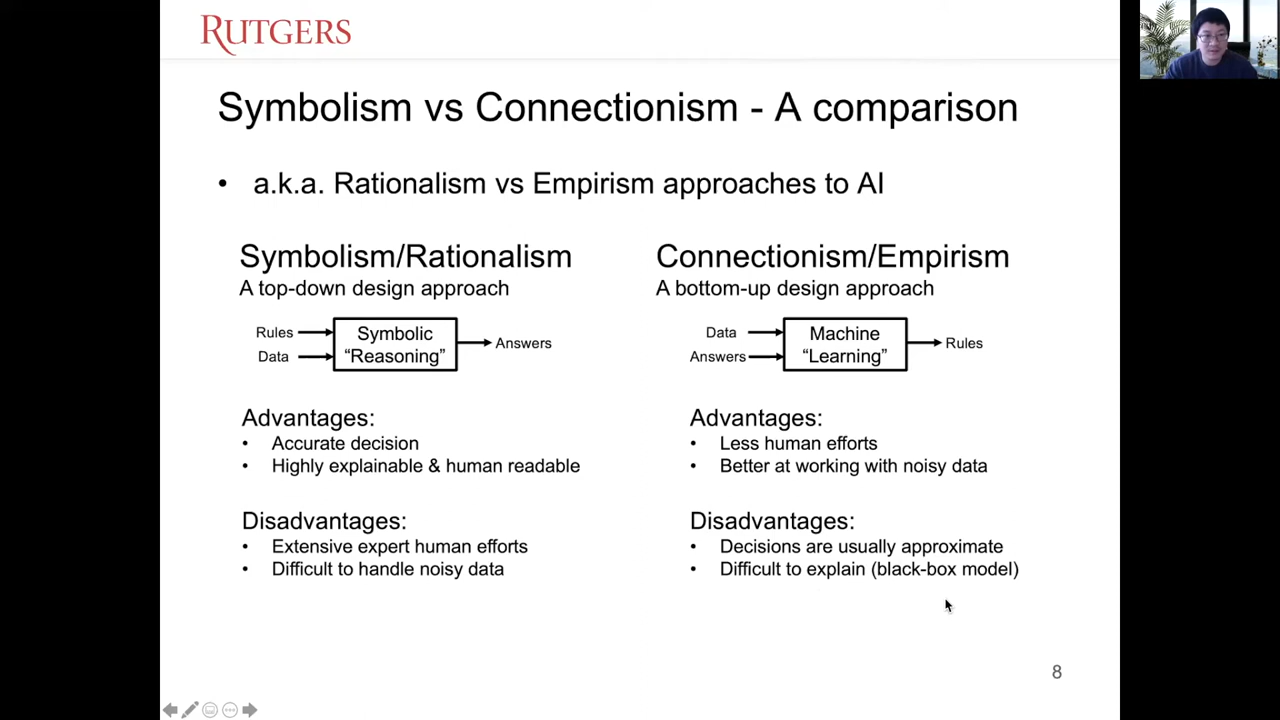 RUTGERS
Symbolism vs Connectionism - A comparison
• a.k.a. Rationalism vs Empirism approaches to AI
Symbolism/Rationalism
A top-down design approach
Rules
Data
Symbolic
“Reasoning”
Answers
Advantages:
• Accurate decision
• Highly explainable & human readable
Disadvantages:
• Extensive expert human efforts
• Difficult to handle noisy data
Connectionism/Empirism
A bottom-up design approach
Data
Answers
Machine
“Learning”
Rules
Advantages:
• Less human efforts
• Better at working with noisy data
Disadvantages:
• Decisions are usually approximate
• Difficult to explain (black-box model)
8